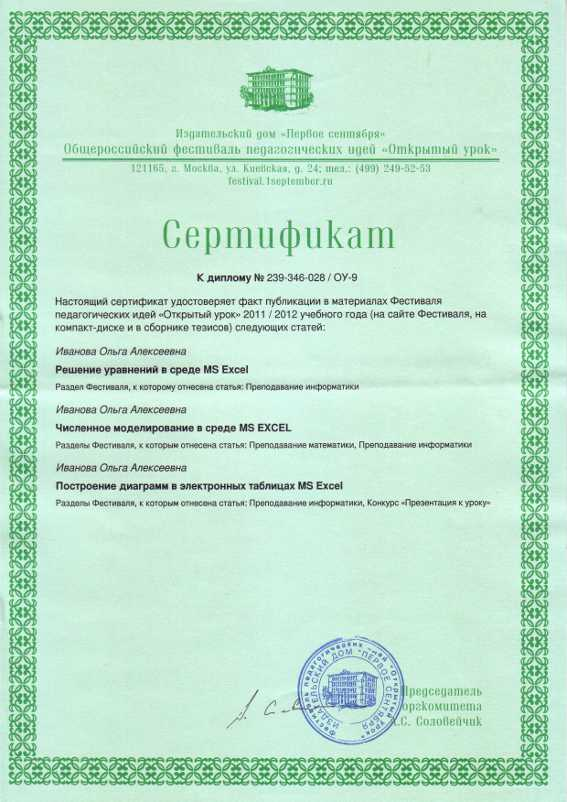 Издательский дом «Первое сентября»
Общероссийский фестиваль педагогических идей «Открытый урок»
121165, г. Москва, ул. Киевская, д. 24; тел.: (499) 249-52-53
festival.1september.ru
Сертификат
К диплому № 239-346-028 / ОУ-9
Настоящий сертификат удостоверяет факт публикации в материалах Фестиваля
педагогических идей «Открытый урок» 2011 / 2012 учебного года (на сайте Фестиваля, на
компакт-диске и в сборнике тезисов) следующих статей:
Иванова Ольга Алексеевна
Решение уравнений в среде MS Excel
Раздел Фестиваля, к которому отнесена статья: Преподавание информатики
Иванова Ольга Алексеевна
Численное моделирование в среде MS EXCEL
Разделы Фестиваля, к которым отнесена статья: Преподавание математики, Преподавание информатики
Иванова Ольга Алексеевна
Построение диаграмм в электронных таблицах MS Excel
Разделы Фестиваля, к которым отнесена статья: Преподавание информатики, Конкурс «Презентация к уроку»
Фестиваль педагогических идей "Открытый урок"
ИЗДАТЕЛЬСКИЙ ДОМ "ПЕРВОЕ СЕНТЯБРЯ"
Председатель
оргкомитета
А.С. Соловейчик